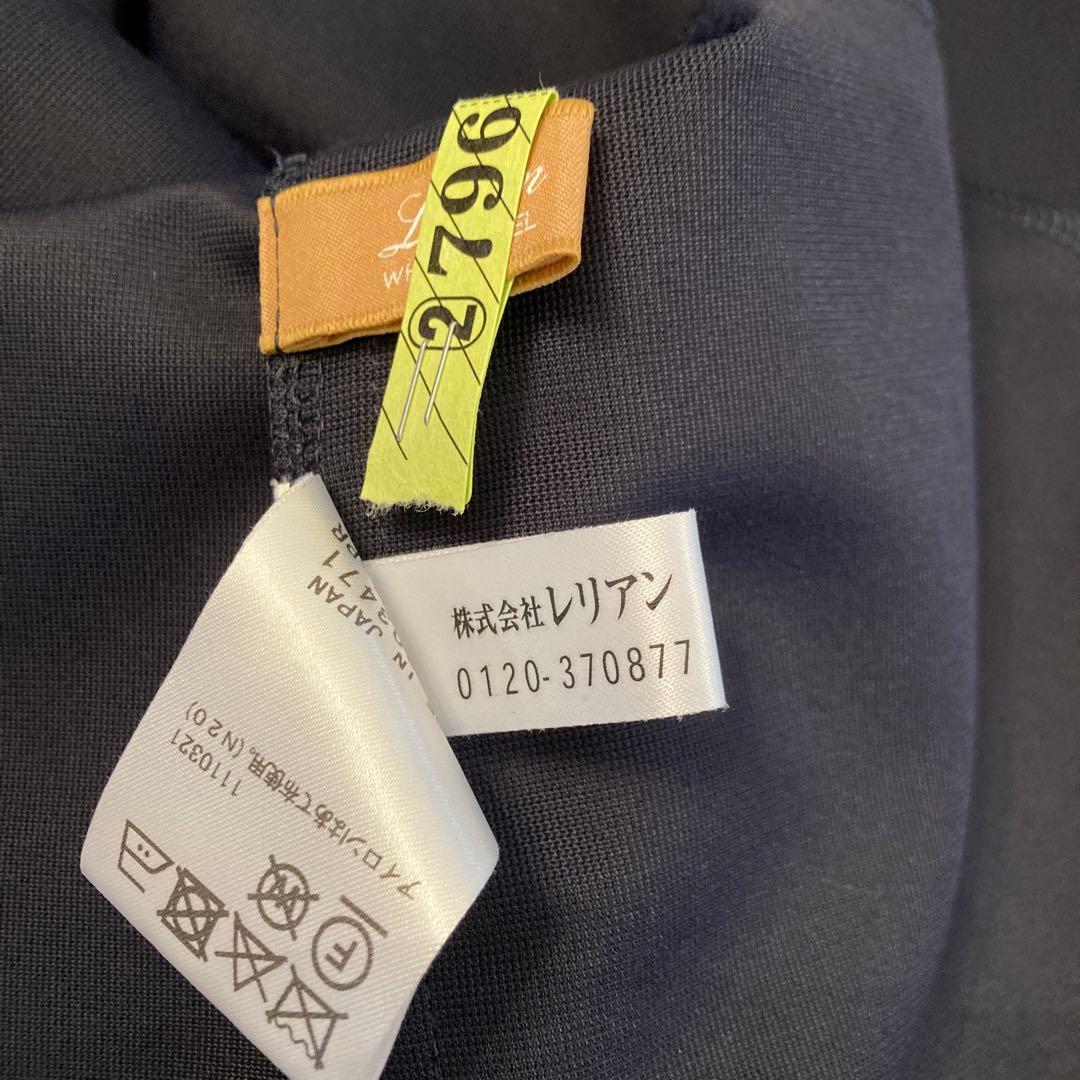 2796
株式会社レリアン
0120-370877
IN JAPAN
アイロンはあて布使用。(N20)
1110321
F
W